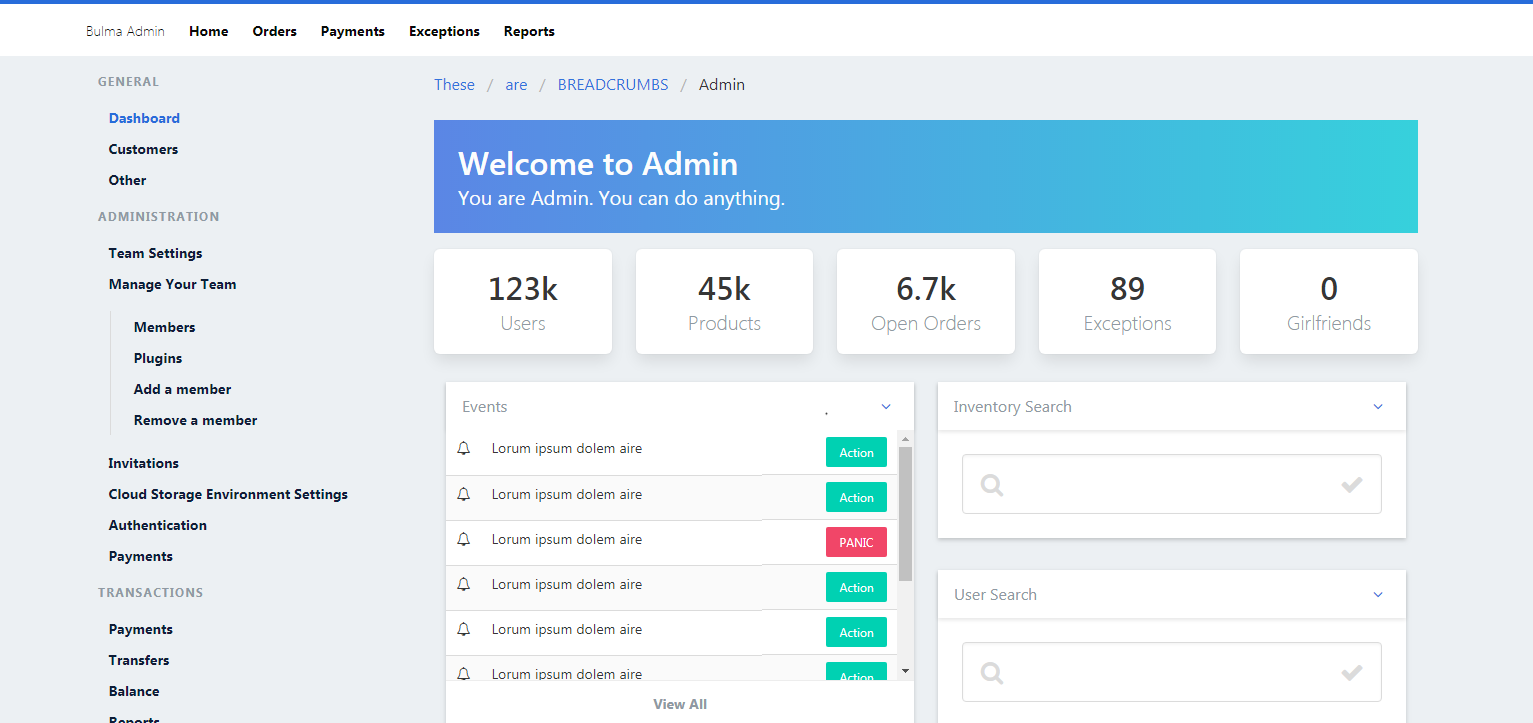 Bulma Admin Home Orders Payments Exceptions Reports
GENERAL
Dashboard
Customers
Other
ADMINISTRATION
Team Settings
Manage Your Team
Members
Plugins
Add a member
Remove a member
Invitations
Cloud Storage Environment Settings
Authentication
Payments
TRANSACTIONS
Payments
Transfers
Balance
Reports
These / are / BREADCRUMBS / Admin
Welcome to Admin
You are Admin. You can do anything.
123k
Users
45k
Products
6.7k
Open Orders
89
Exceptions
0
Girlfriends
Events .
Lorum ipsum dolem aire Action
Lorum ipsum dolem aire Action
Lorum ipsum dolem aire PANIC
Lorum ipsum dolem aire Action
Lorum ipsum dolem aire Action
Lorum ipsum dolem aire Action
View All
Inventory Search
User Search